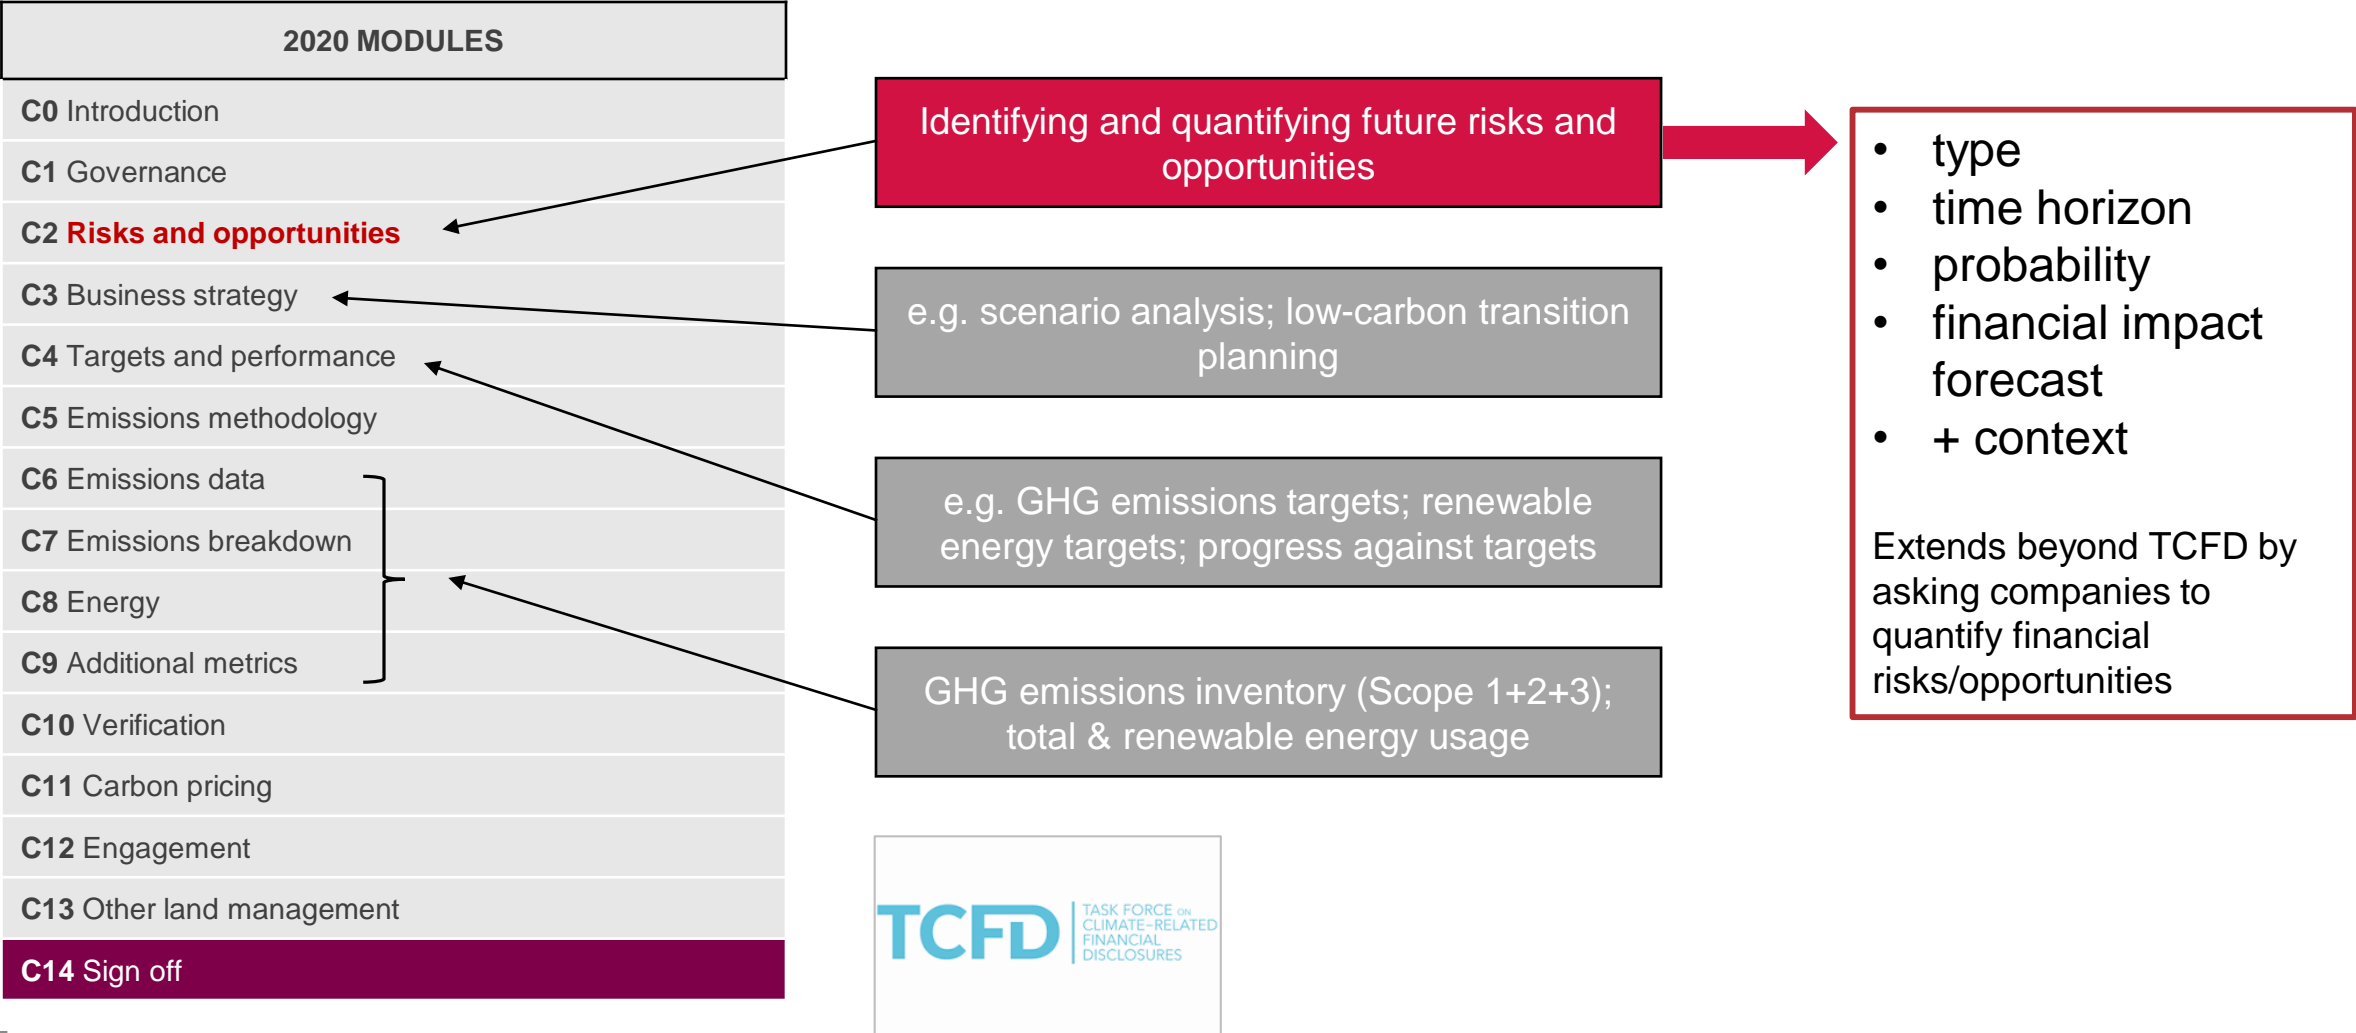 2020 MODULES
C0 Introduction
C1 Governance
C2 Risks and opportunities
C3 Business strategy
C4 Targets and performance
C5 Emissions methodology
C6 Emissions data
C7 Emissions breakdown
C8 Energy
C9 Additional metrics
C10 Verification
C11 Carbon pricing
C12 Engagement
C13 Other land management
C14 Sign off
Identifying and quantifying future risks and
opportunities
e.g. scenario analysis; low-carbon transition
planning
e.g. GHG emissions targets; renewable
energy targets; progress against targets
GHG emissions inventory (Scope 1+2+3);
total & renewable energy usage
TCFD
TASK FORCE ON
CLIMATE-RELATED
FINANCIAL
DISCLOSURES
• type
• time horizon
• probability
• financial impact
forecast
• + context
Extends beyond TCFD by
asking companies to
quantify financial
risks/opportunities